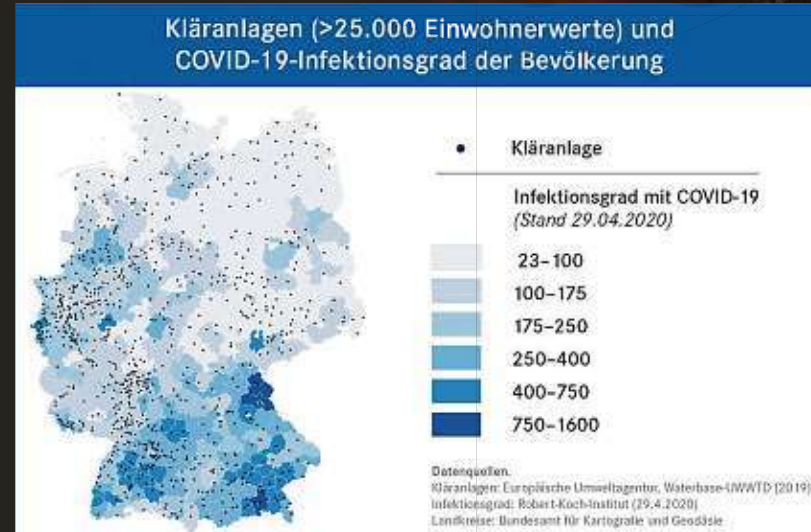 Kläranlagen (>25.000 Einwohnerwerte) und
COVID-19-Infektionsgrad der Bevölkerung
Kläranlage
Infektionsgrad mit COVID-19
(Stand 29.04.2020)
23–100
100–175
175–250
250–400
400–750
750–1600
Datenquellen.
Kläranlagen: Europäische Umweltagentur, Waterbase-UWWTD (2019)
Infektionsgrad: Robert-Koch-Institut (29.4.2020)
Landkreise: Bundesamt für Kartografie und Geodäsie